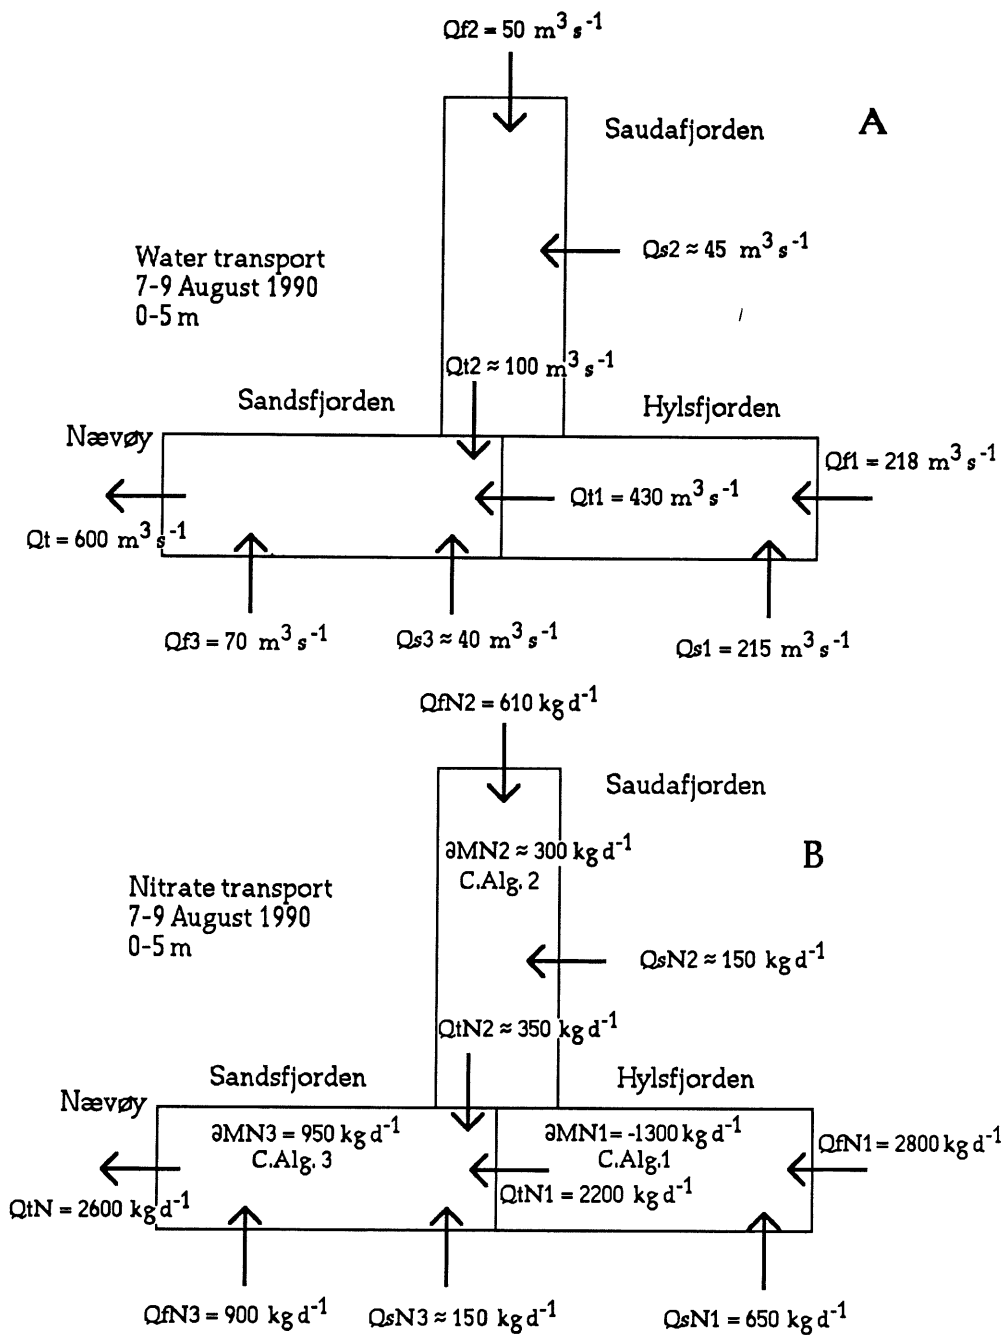 Qf2 = 50 m³ s⁻¹
Saudafjorden
A
Qs2 ≈ 45 m³ s⁻¹
Water transport
7-9 August 1990
0-5 m
Qt2 ≈ 100 m³ s⁻¹
Sandsfjorden
Hylsfjorden
Nævøy
Qf1 = 218 m³ s⁻¹
Qt1 = 430 m³ s⁻¹
Qt = 600 m³ s⁻¹
Qf3 = 70 m³ s⁻¹
Qs3 ≈ 40 m³ s⁻¹
Qs1 = 215 m³ s⁻¹
QfN2 = 610 kg d⁻¹
Saudafjorden
B
∂MN2 ≈ 300 kg d⁻¹
C.Alg. 2
Nitrate transport
7-9 August 1990
0-5 m
QsN2 ≈ 150 kg d⁻¹
QtN2 ≈ 350 kg d⁻¹
Sandsfjorden
Hylsfjorden
Nævøy
∂MN3 = 950 kg d⁻¹
C.Alg. 3
∂MN1= -1300 kg d⁻¹
C.Alg.1
QfN1 = 2800 kg d⁻¹
QtN1 = 2200 kg d⁻¹
QtN = 2600 kg d⁻¹
QfN3 = 900 kg d⁻¹
QsN3 ≈ 150 kg d⁻¹
QsN1 = 650 kg d⁻¹